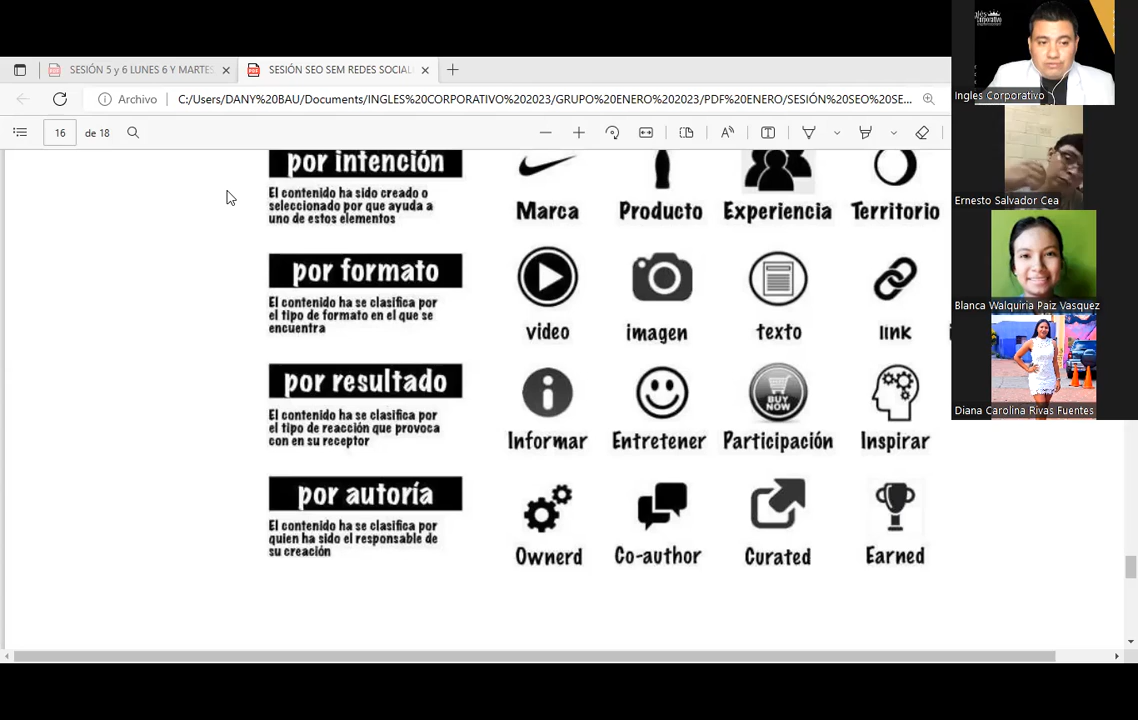 SESIÓN 5 y 6 LUNES 6 Y MARTES
SESIÓN SEO SEM REDES SOCIAL
Archivo
C:/Users/DANY%20BAU/Documents/INGLES%20CORPORATIVO%202023/GRUPO%20ENERO%202023/PDF%20ENERO/SESIÓN%20SEO%20SE...
16 de 18
por intención
El contenido ha sido creado o
seleccionado por que ayuda a
uno de estos elementos
Marca Producto Experiencia Territorio
por formato
El contenido ha se clasifica por
el tipo de formato en el que se
encuentra
video imagen texto link
por resultado
El contenido ha se clasifica por
el tipo de reacción que provoca
con en su receptor
BUY
NOW
Informar Entretener Participación Inspirar
por autoría
El contenido ha se clasifica por
quien ha sido el responsable de
su creación
Ownerd Co-author Curated Earned
Ingles Corporativo
Ernesto Salvador Cea
Blanca Walquiria Paiz Vasquez
Diana Carolina Rivas Fuentes